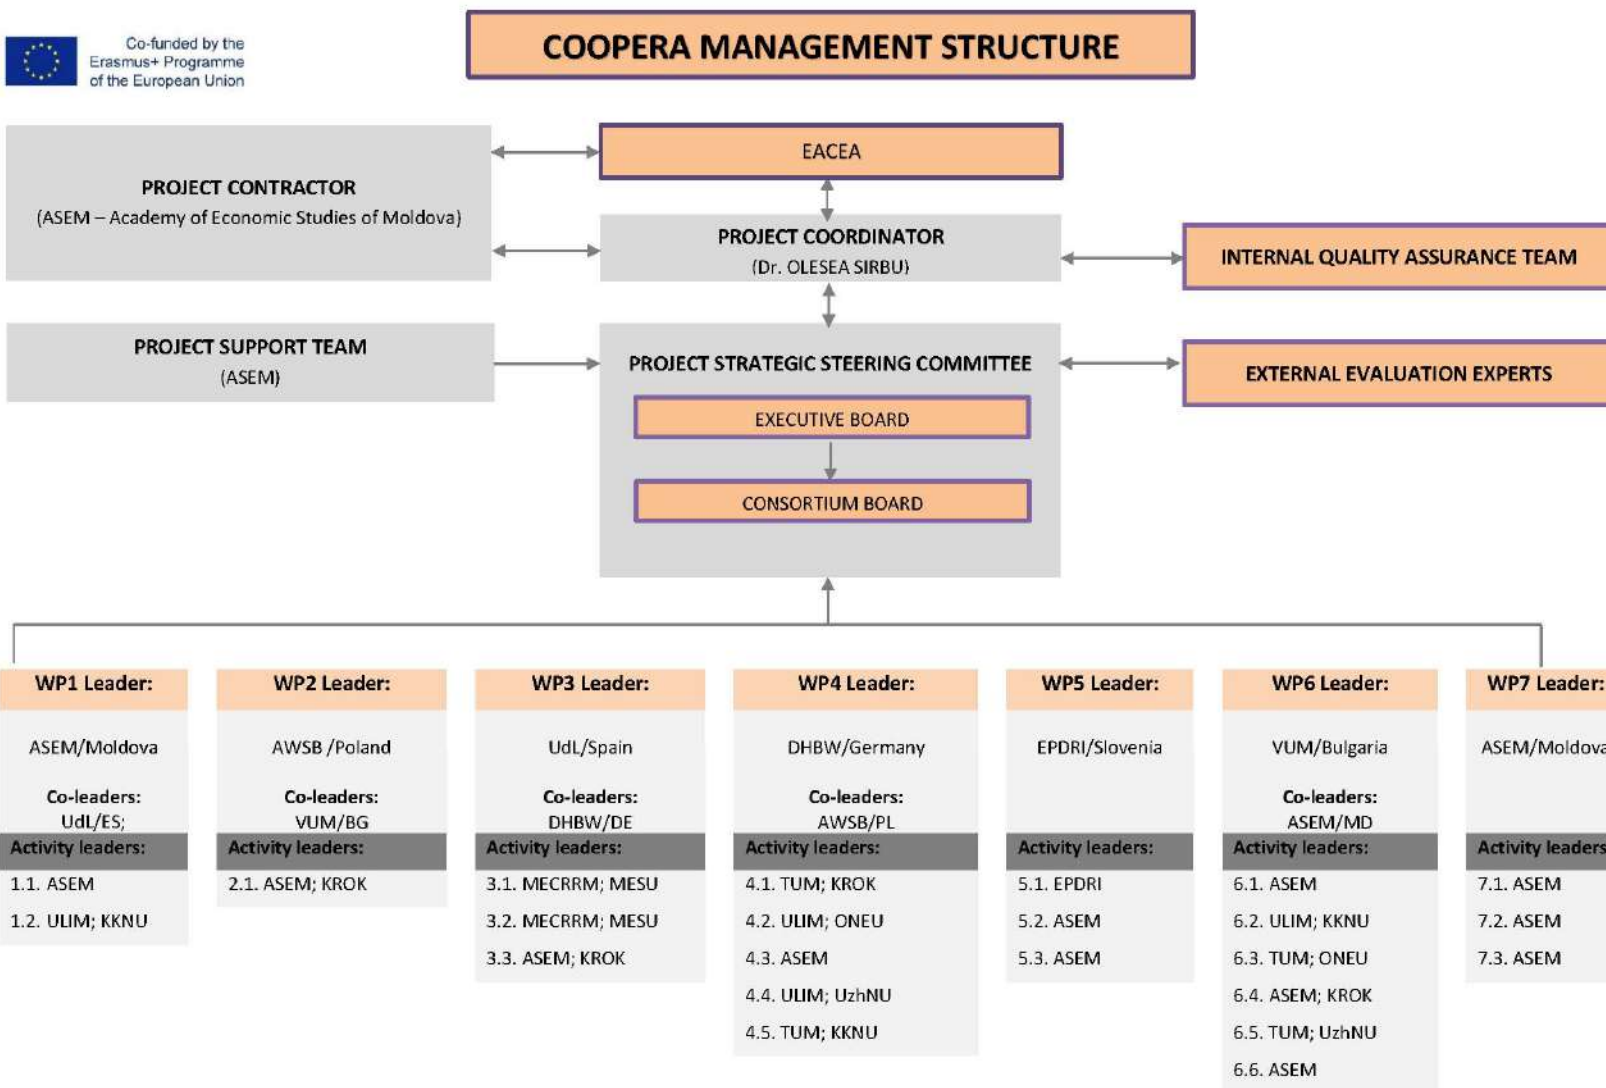 Co-funded by the
Erasmus+ Programme
of the European Union
COOPERA MANAGEMENT STRUCTURE
EACEA
PROJECT CONTRACTOR
(ASEM – Academy of Economic Studies of Moldova)
PROJECT COORDINATOR
(Dr. OLESEA SIRBU)
INTERNAL QUALITY ASSURANCE TEAM
PROJECT SUPPORT TEAM
(ASEM)
PROJECT STRATEGIC STEERING COMMITTEE
EXECUTIVE BOARD
CONSORTIUM BOARD
EXTERNAL EVALUATION EXPERTS
WP1 Leader:
ASEM/Moldova
Co-leaders:
UdL/ES;
Activity leaders:
1.1. ASEM
1.2. ULIM; KKNU
WP2 Leader:
AWSB /Poland
Co-leaders:
VUM/BG
Activity leaders:
2.1. ASEM; KROK
WP3 Leader:
UdL/Spain
Co-leaders:
DHBW/DE
Activity leaders:
3.1. MECRRM; MESU
3.2. MECRRM; MESU
3.3. ASEM; KROK
WP4 Leader:
DHBW/Germany
Co-leaders:
AWSB/PL
Activity leaders:
4.1. TUM; KROK
4.2. ULIM; ONEU
4.3. ASEM
4.4. ULIM; UzhNU
4.5. TUM; KKNU
WP5 Leader:
EPDRI/Slovenia
Activity leaders:
5.1. EPDRI
5.2. ASEM
5.3. ASEM
WP6 Leader:
VUM/Bulgaria
Co-leaders:
ASEM/MD
Activity leaders:
6.1. ASEM
6.2. ULIM; KKNU
6.3. TUM; ONEU
6.4. ASEM; KROK
6.5. TUM; UzhNU
6.6. ASEM
WP7 Leader:
ASEM/Moldova
Activity leaders
7.1. ASEM
7.2. ASEM
7.3. ASEM